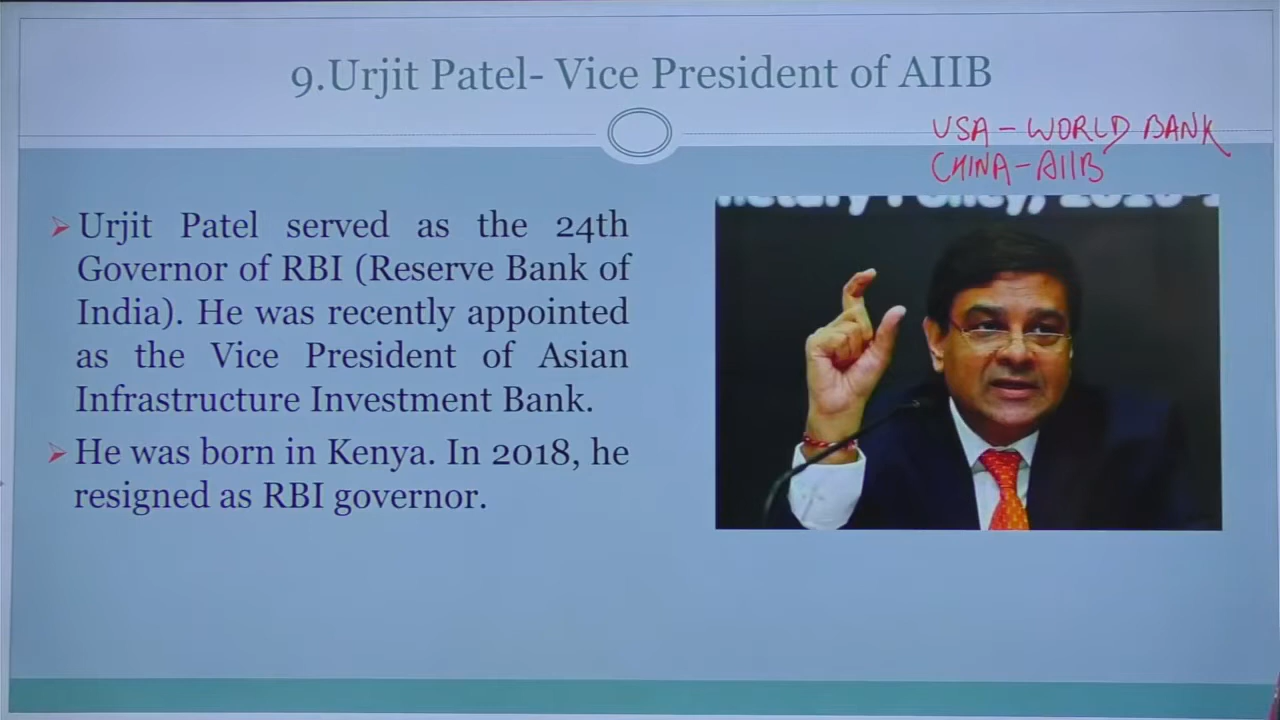 9.Urjit Patel- Vice President of AIIB
USA - WORLD BANK
CHINA - AIIB
Urjit Patel served as the 24th
Governor of RBI (Reserve Bank of
India). He was recently appointed
as the Vice President of Asian
Infrastructure Investment Bank.
He was born in Kenya. In 2018, he
resigned as RBI governor.
Policy,